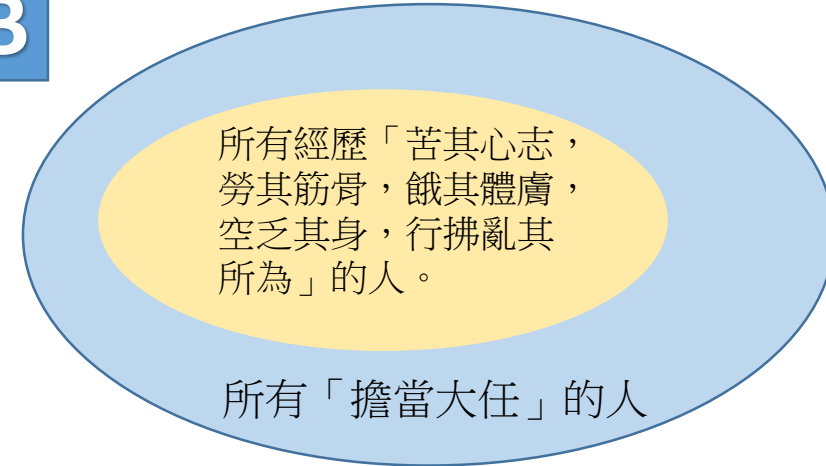 B
所有經歷「苦其心志，
勞其筋骨，餓其體膚，
空乏其身，行拂亂其
所為」的人。
所有「擔當大任」的人